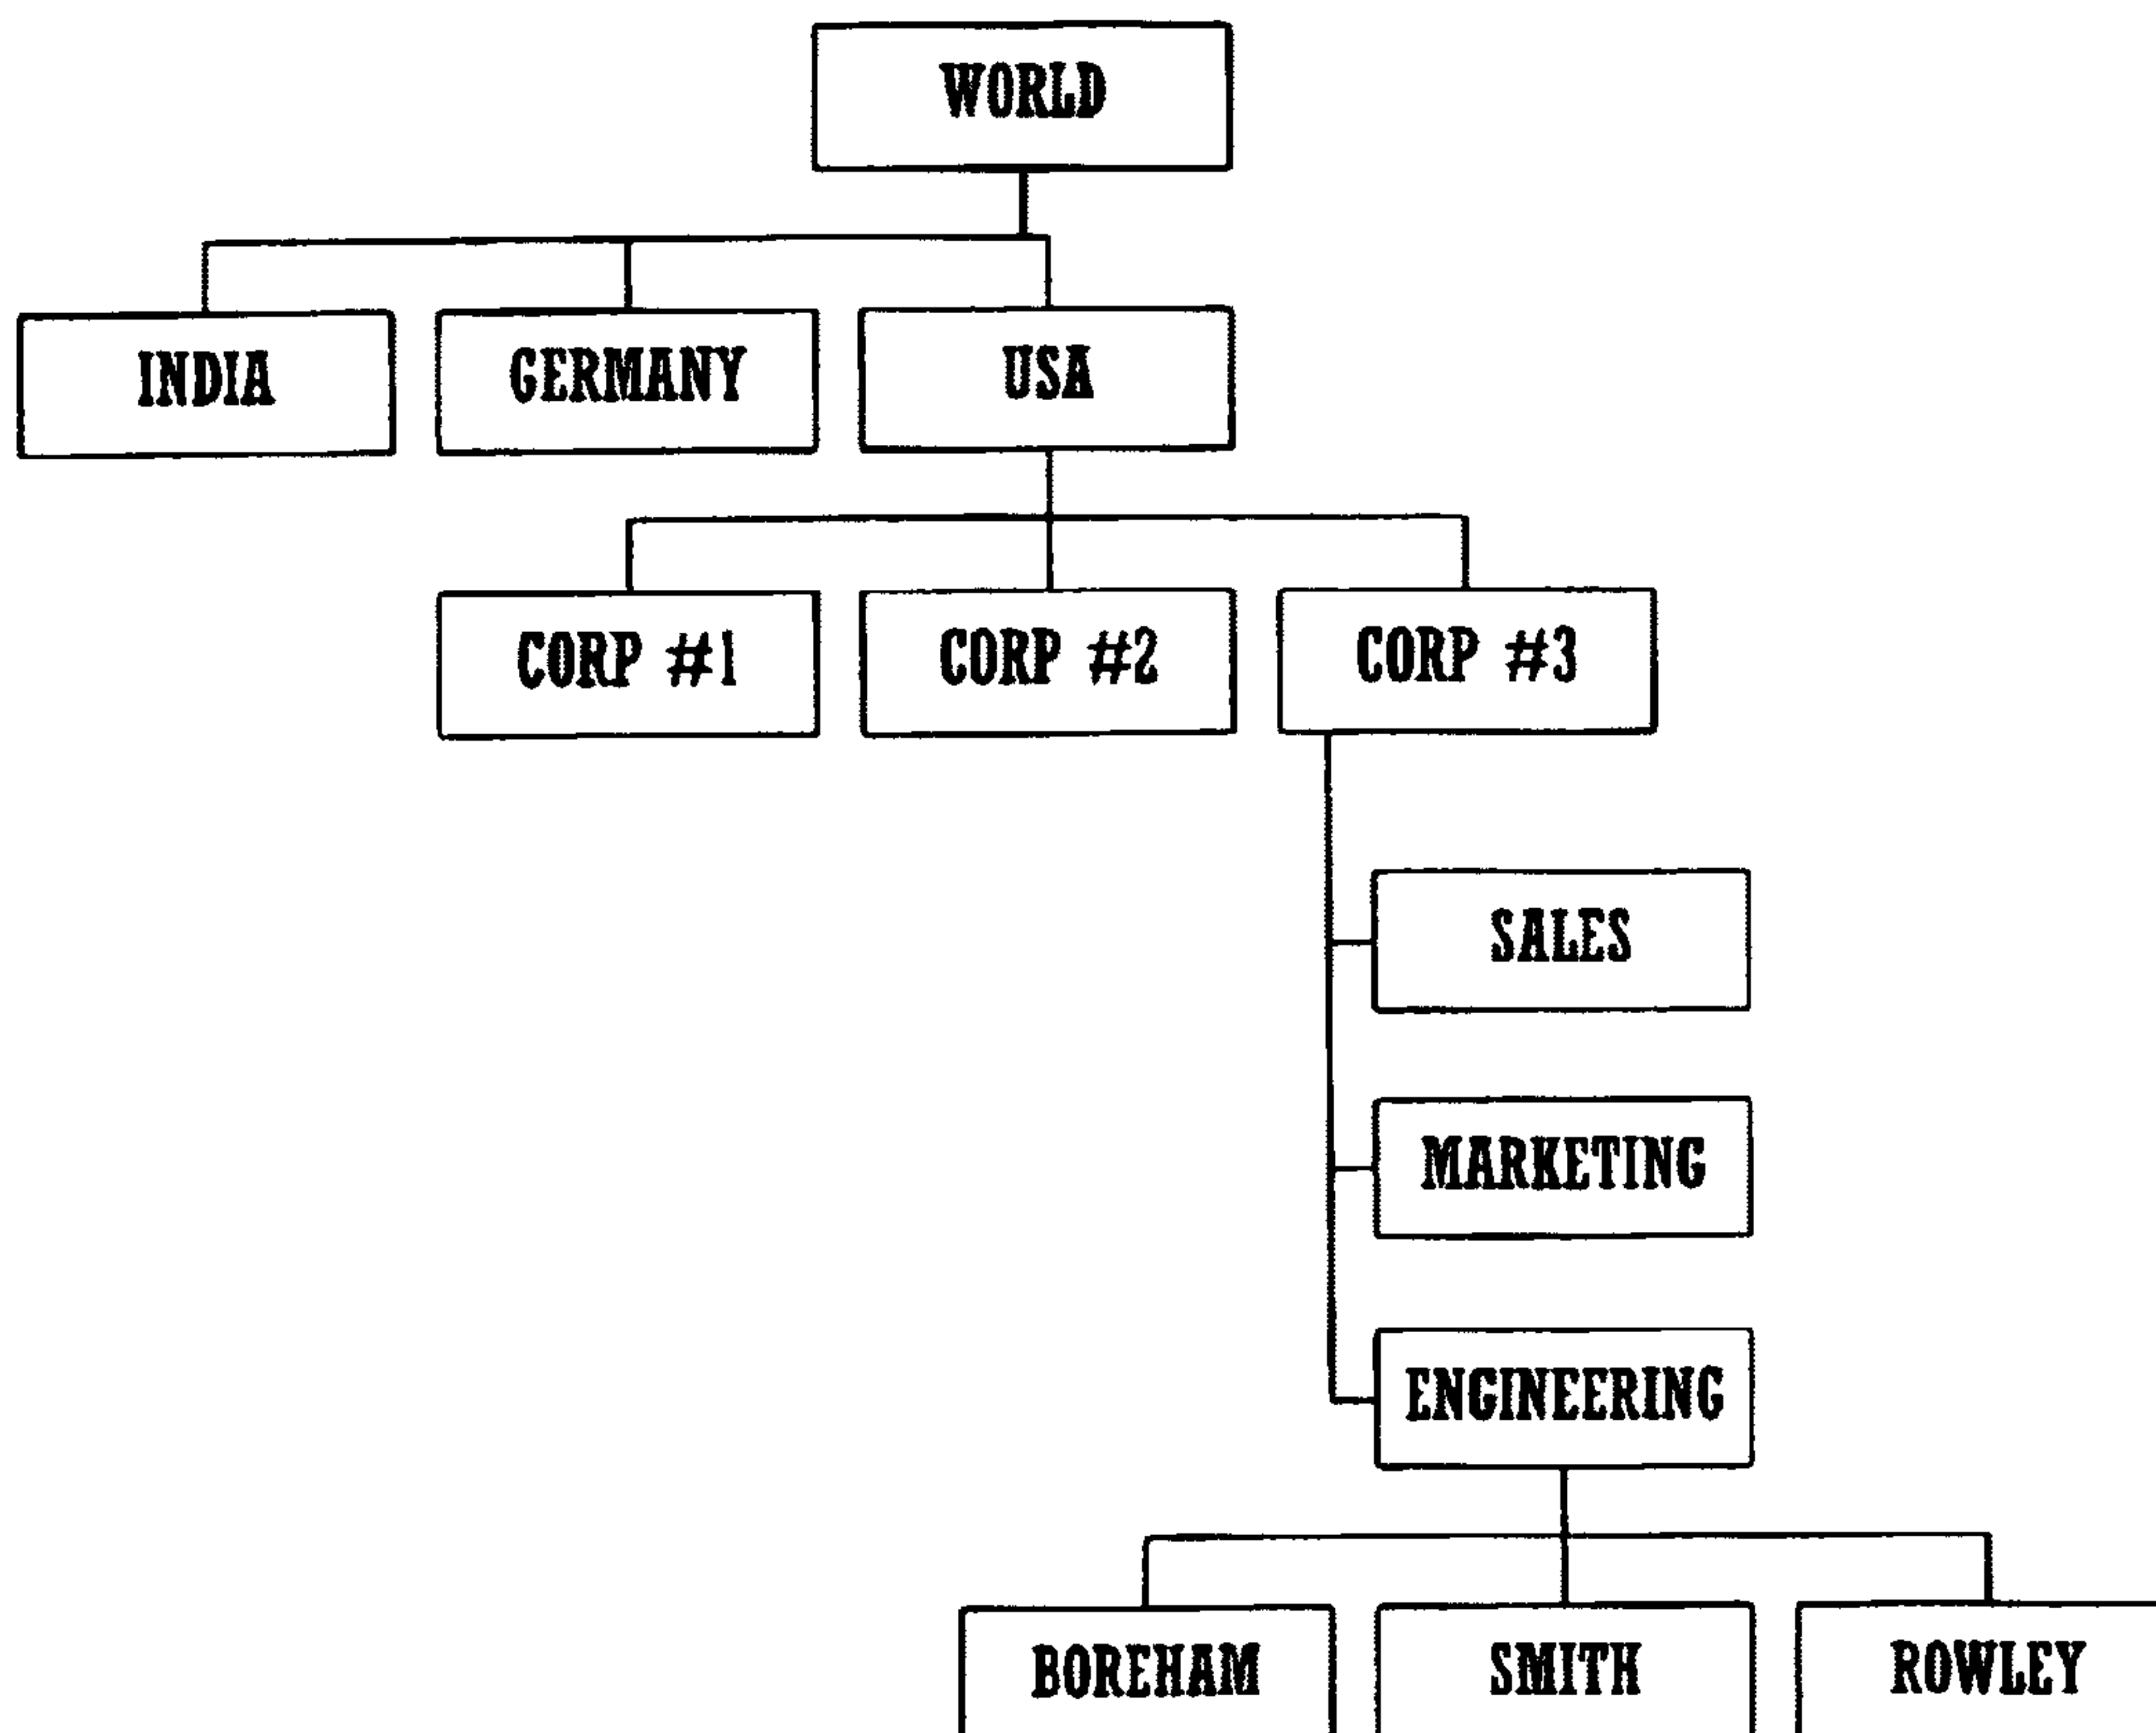 WORLD
INDIA
GERMANY
USA
CORP #1
CORP #2
CORP #3
SALES
MARKETING
ENGINEERING
BOREHAM
SMITH
ROWLEY